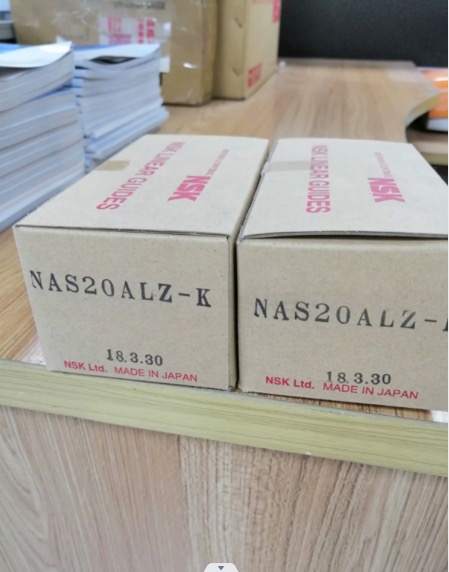 NSK LINEAR GUIDES
NSK
NAS20ALZ-K
18.3.30
NSK Ltd. MADE IN JAPAN
NSK LINEAR GUIDES
NSK
NAS20ALZ-
18.3.30
NSK Ltd. MADE IN JAPAN